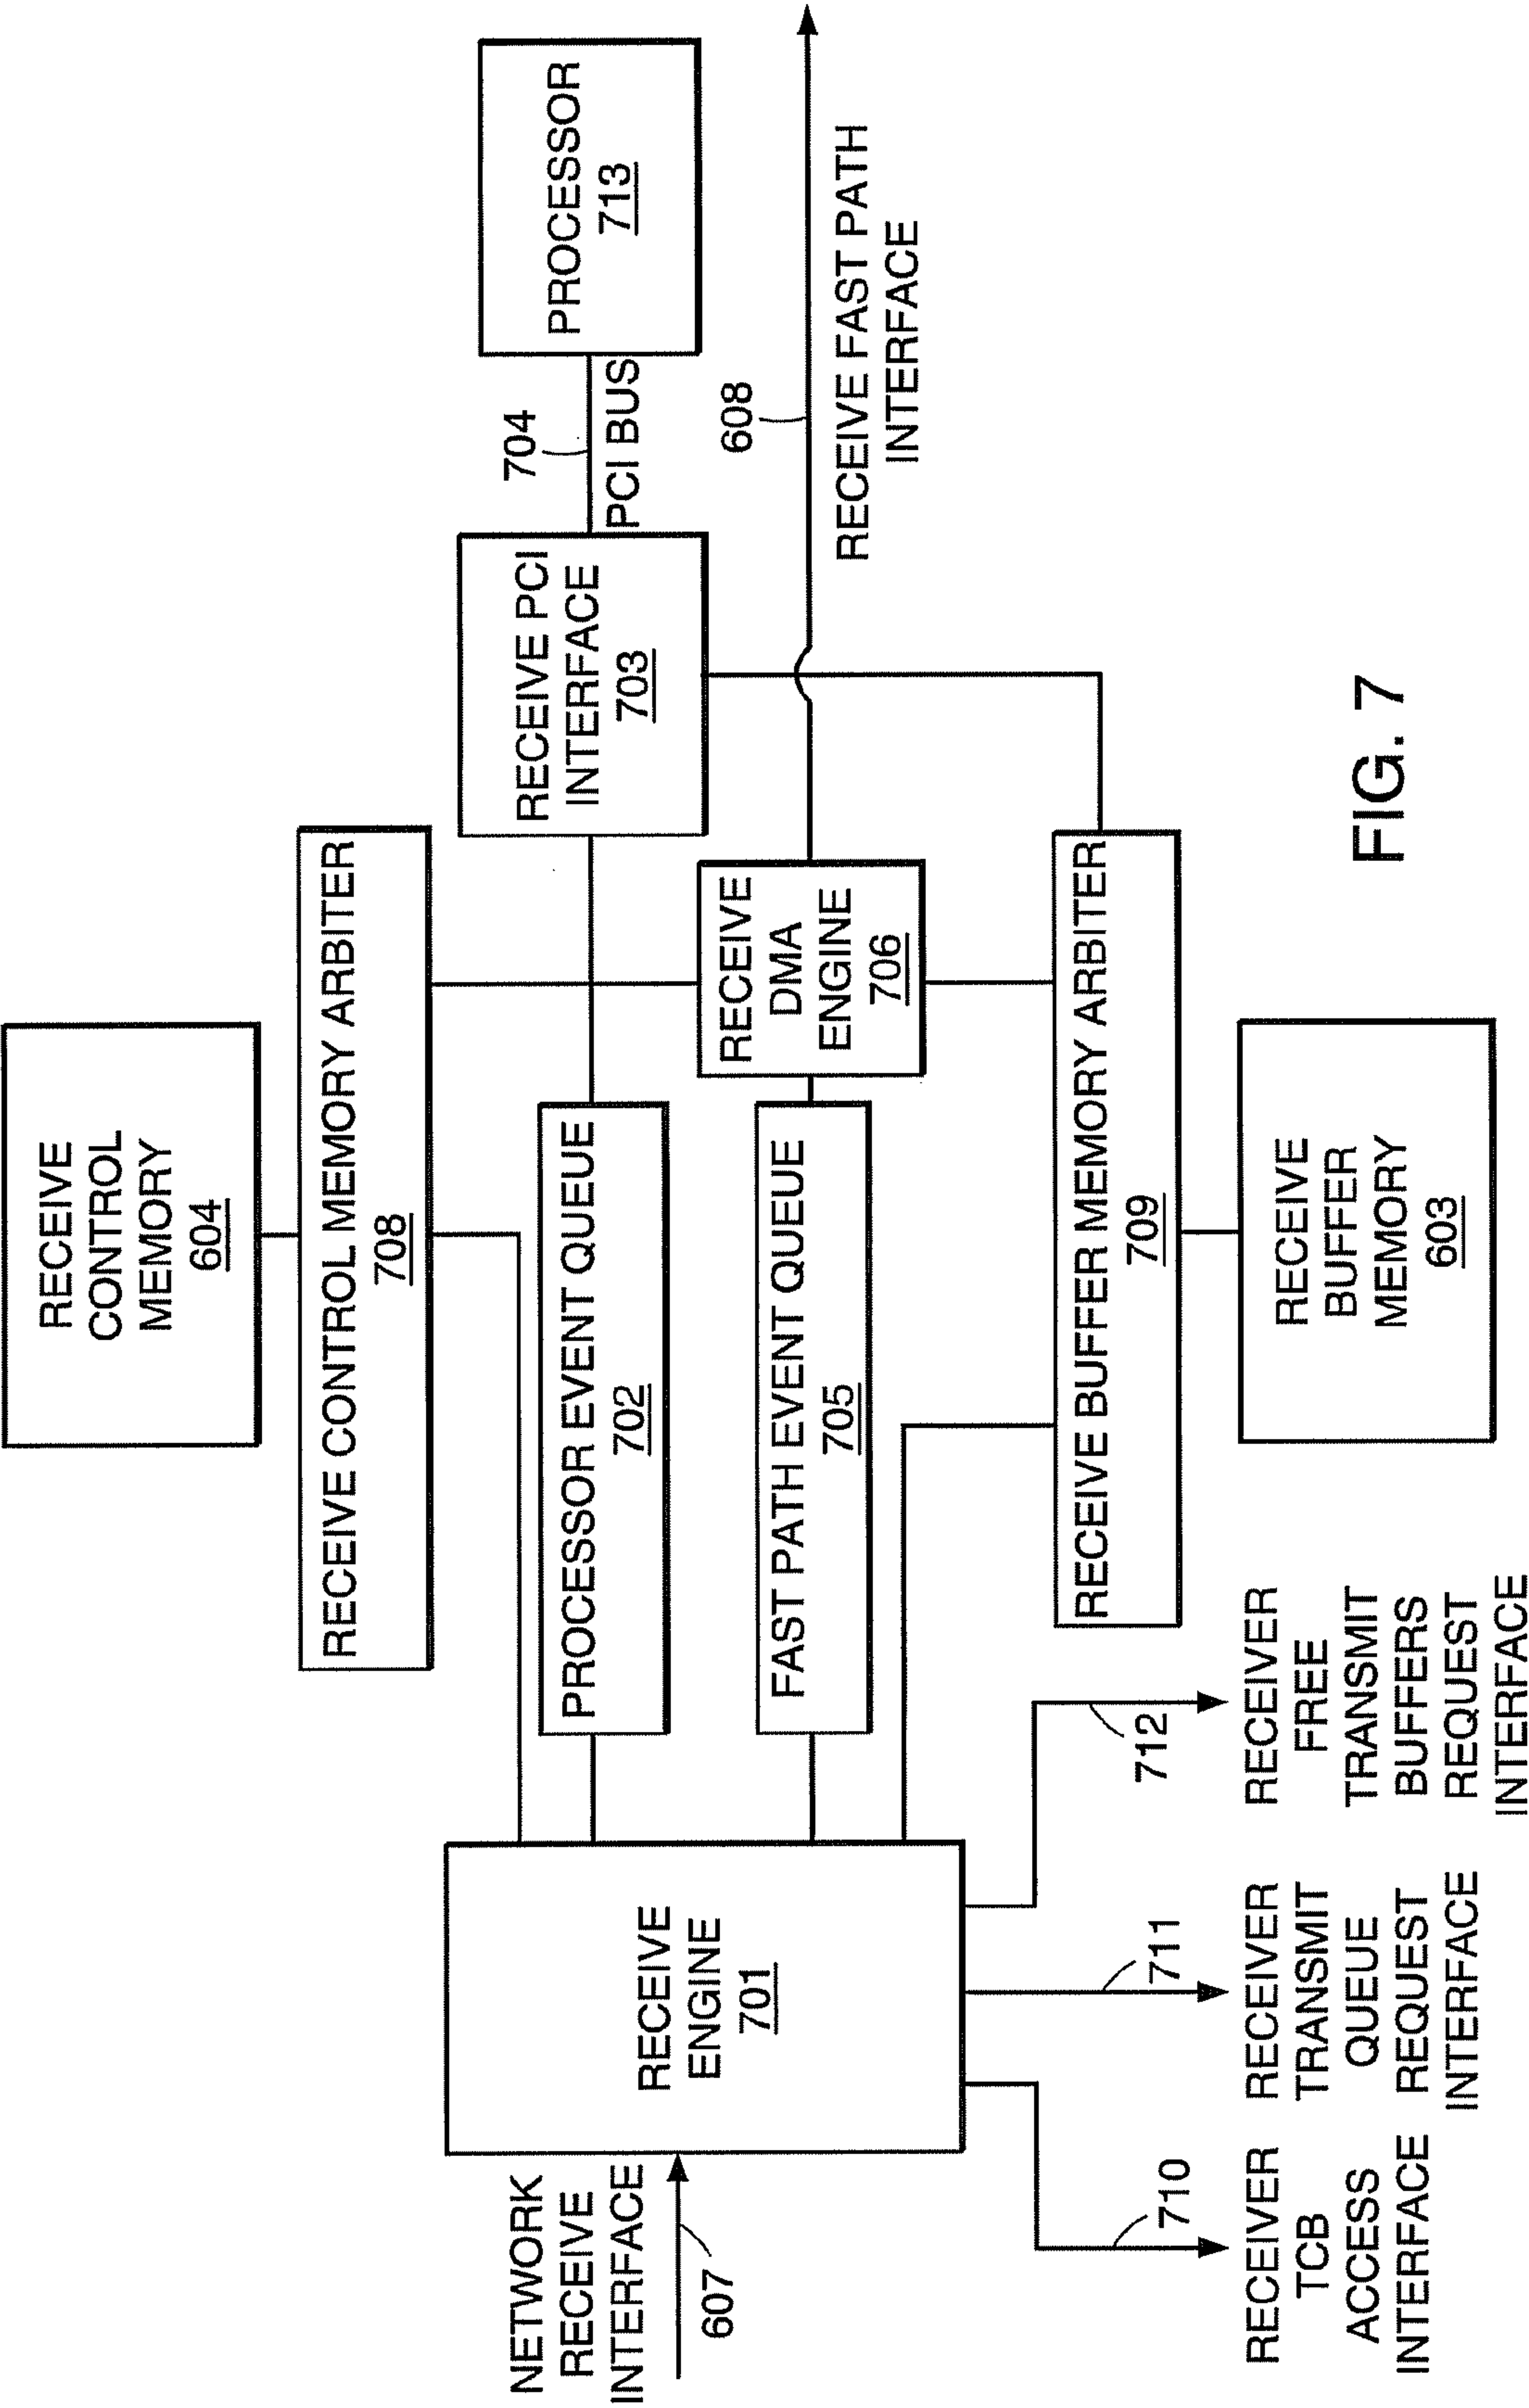 RECEIVE
CONTROL
MEMORY
604
RECEIVE CONTROL MEMORY ARBITER
708
NETWORK
RECEIVE
INTERFACE
607
RECEIVE
ENGINE
701
PROCESSOR EVENT QUEUE
702
FAST PATH EVENT QUEUE
705
RECEIVE
DMA
ENGINE
706
RECEIVE PCI
INTERFACE
703
704
PCI BUS
PROCESSOR
713
608
RECEIVE FAST PATH
INTERFACE
RECEIVE BUFFER MEMORY ARBITER
709
RECEIVE
BUFFER
MEMORY
603
710
RECEIVER
TCB
ACCESS
INTERFACE
711
RECEIVER
TRANSMIT
QUEUE
REQUEST
INTERFACE
712
RECEIVER
FREE
TRANSMIT
BUFFERS
REQUEST
INTERFACE
FIG. 7